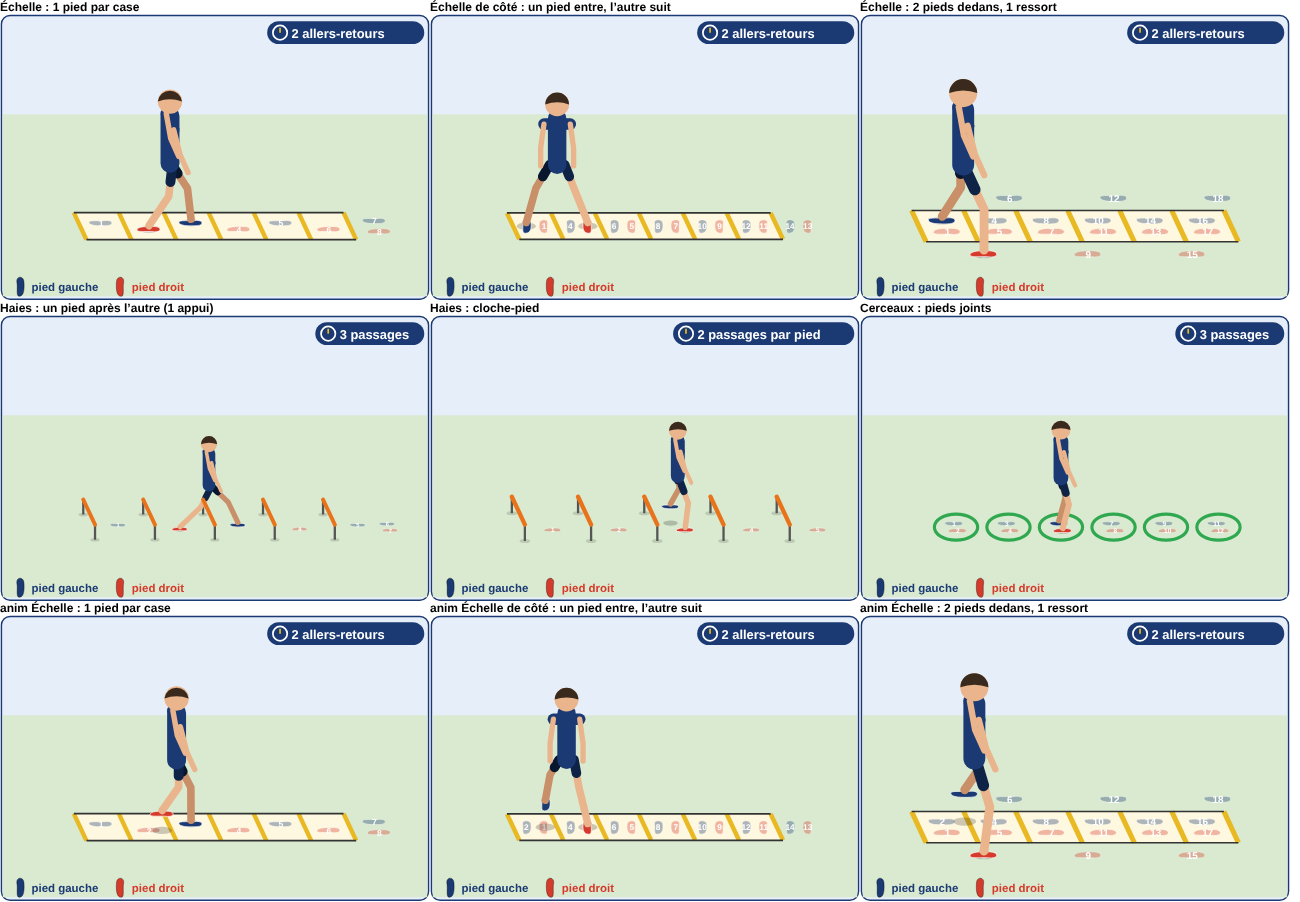 Échelle : 1 pied par case
2 allers-retours
pied gauche
pied droit
Échelle de côté : un pied entre, l’autre suit
2 allers-retours
pied gauche
pied droit
Échelle : 2 pieds dedans, 1 ressort
2 allers-retours
pied gauche
pied droit
Haies : un pied après l’autre (1 appui)
3 passages
pied gauche
pied droit
Haies : cloche-pied
2 passages par pied
pied gauche
pied droit
Cerceaux : pieds joints
3 passages
pied gauche
pied droit
anim Échelle : 1 pied par case
2 allers-retours
pied gauche
pied droit
anim Échelle de côté : un pied entre, l’autre suit
2 allers-retours
pied gauche
pied droit
anim Échelle : 2 pieds dedans, 1 ressort
2 allers-retours
pied gauche
pied droit